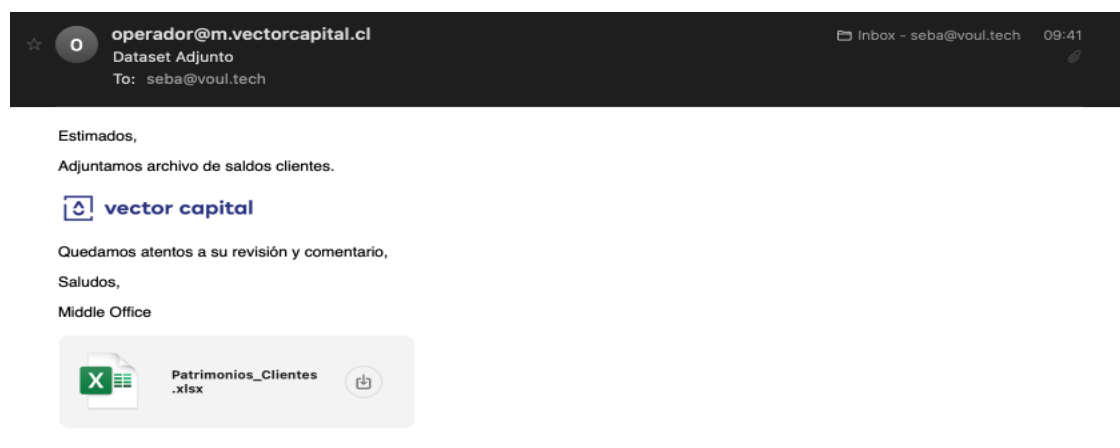 O
operador@m.vectorcapital.cl
Inbox - seba@voul.tech 09:41
Dataset Adjunto
To: seba@voul.tech
Estimados,
Adjuntamos archivo de saldos clientes.
vector capital
Quedamos atentos a su revisión y comentario,
Saludos,
Middle Office
X
Patrimonios_Clientes
.xlsx